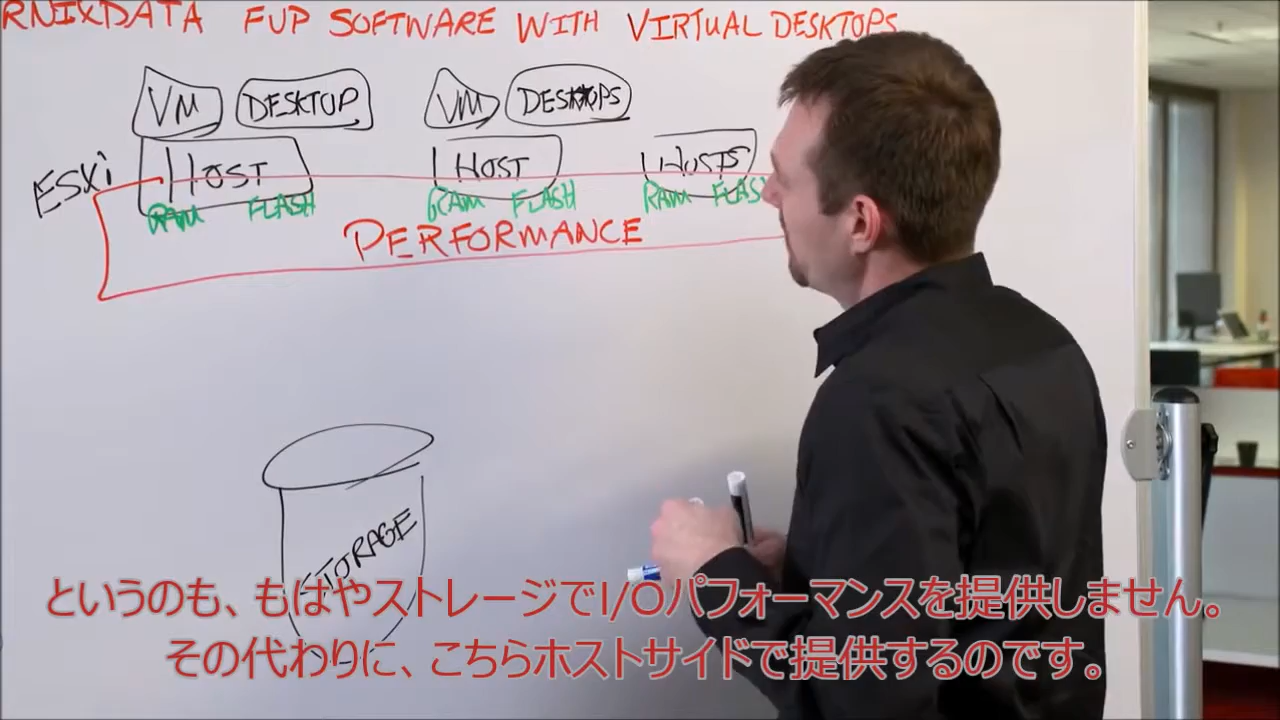 RNIXDATA FVP SOFTWARE WITH VIRTUAL DESKTOPS
VM DESKTOP VM DESKTOPS
ESXi HOST HOST HOSTS
RAM FLASH RAM FLASH RAM FLAS
PERFORMANCE
STORAGE
というのも、もはやストレージでI/Oパフォーマンスを提供しません。
その代わりに、こちらホストサイドで提供するのです。